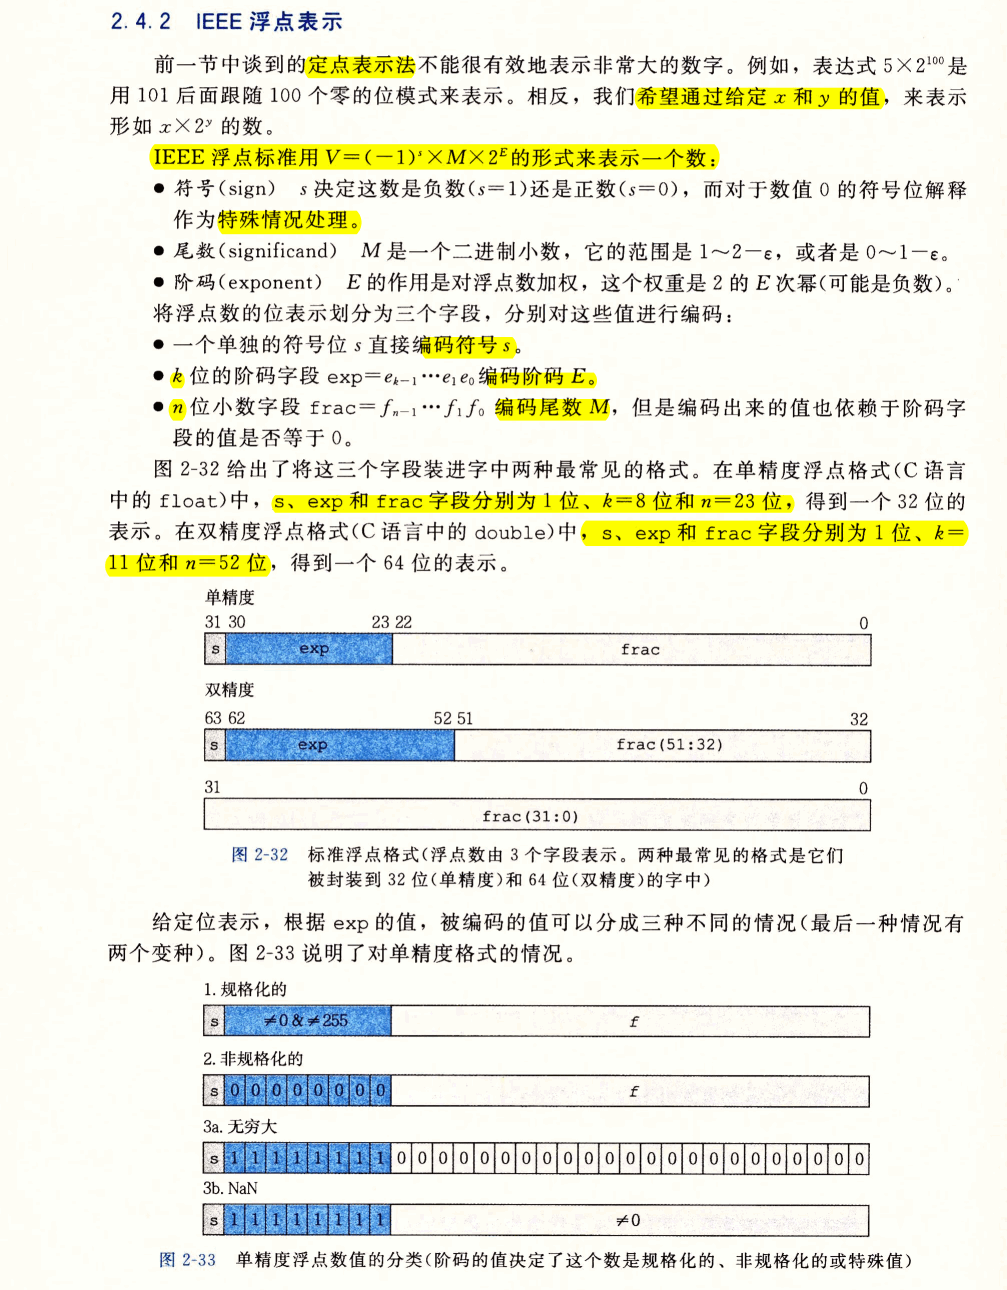 2.4.2 IEEE 浮点表示
前一节中谈到的定点表示法不能很有效地表示非常大的数字。例如，表达式 5×2¹⁰⁰是
用 101 后面跟随 100 个零的位模式来表示。相反，我们希望通过给定 x 和 y 的值，来表示
形如 x×2ʸ 的数。
IEEE 浮点标准用 V=(−1)ˢ×M×2ᴱ的形式来表示一个数：
● 符号(sign) s 决定这数是负数(s=1)还是正数(s=0)，而对于数值 0 的符号位解释
作为特殊情况处理。
● 尾数(significand) M 是一个二进制小数，它的范围是 1～2−ε，或者是 0～1−ε。
● 阶码(exponent) E 的作用是对浮点数加权，这个权重是 2 的 E 次幂(可能是负数)。
将浮点数的位表示划分为三个字段，分别对这些值进行编码：
● 一个单独的符号位 s 直接编码符号 s。
● k 位的阶码字段 exp=eₖ₋₁⋯e₁e₀编码阶码 E。
● n 位小数字段 frac=fₙ₋₁⋯f₁f₀ 编码尾数 M，但是编码出来的值也依赖于阶码字
段的值是否等于 0。
图 2-32 给出了将这三个字段装进字中两种最常见的格式。在单精度浮点格式(C 语言
中的 float)中，s、exp 和 frac 字段分别为 1 位、k=8 位和 n=23 位，得到一个 32 位的
表示。在双精度浮点格式(C 语言中的 double)中，s、exp 和 frac 字段分别为 1 位、k=
11 位和 n=52 位，得到一个 64 位的表示。
单精度
31 30 23 22 0
s exp frac
双精度
63 62 52 51 32
s exp frac(51:32)
31 0
frac(31:0)
图 2-32 标准浮点格式(浮点数由 3 个字段表示。两种最常见的格式是它们
被封装到 32 位(单精度)和 64 位(双精度)的字中)
给定位表示，根据 exp 的值，被编码的值可以分成三种不同的情况(最后一种情况有
两个变种)。图 2-33 说明了对单精度格式的情况。
1. 规格化的
s ≠0 & ≠255 f
2. 非规格化的
s 0 0 0 0 0 0 0 0 f
3a. 无穷大
s 1 1 1 1 1 1 1 1 0 0 0 0 0 0 0 0 0 0 0 0 0 0 0 0 0 0 0 0 0 0 0
3b. NaN
s 1 1 1 1 1 1 1 1 ≠0
图 2-33 单精度浮点数值的分类(阶码的值决定了这个数是规格化的、非规格化的或特殊值)